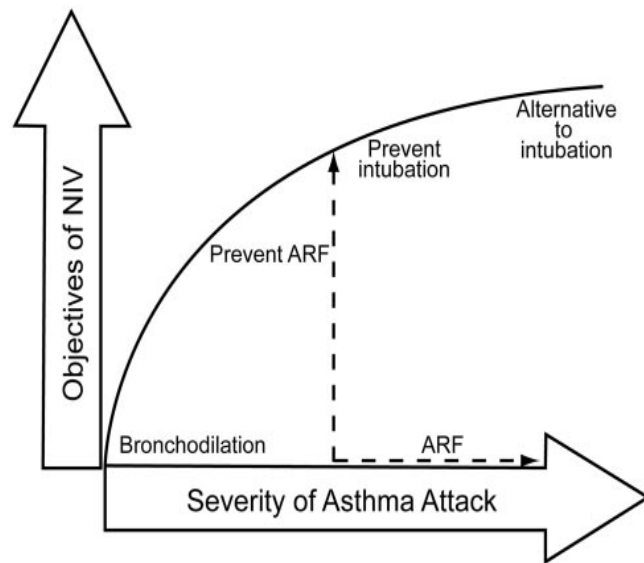 Objectives of NIV
Alternative
to
intubation
Prevent
intubation
Prevent ARF
Bronchodilation
ARF
Severity of Asthma Attack